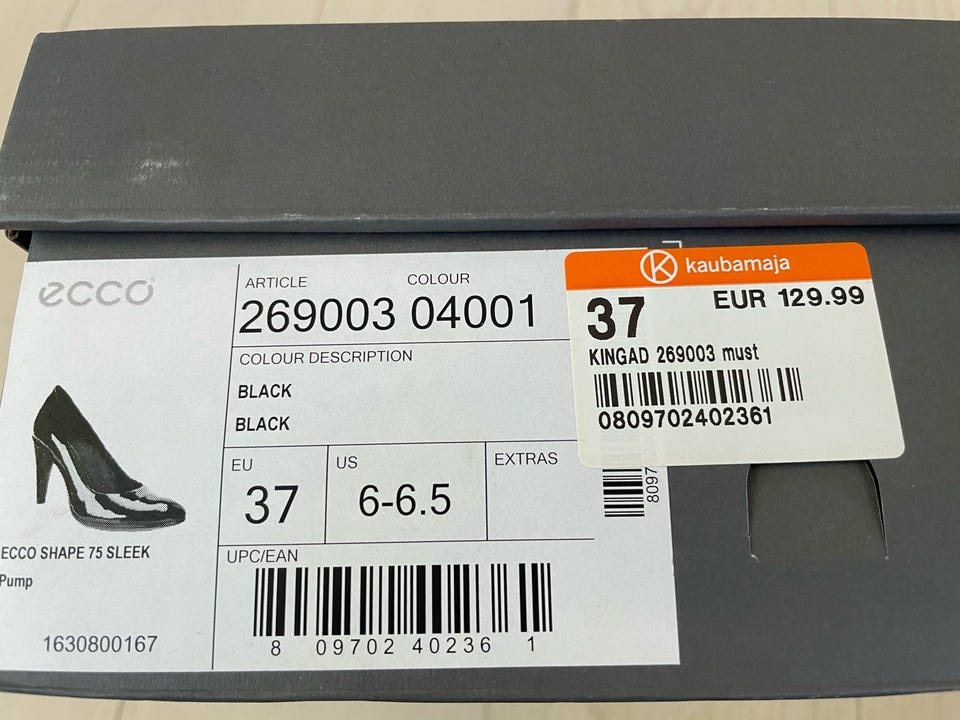 ecco
ARTICLE COLOUR
269003 04001
COLOUR DESCRIPTION
BLACK
BLACK
EU
37
US
6-6.5
EXTRAS
UPC/EAN
8 09702 40236 1
ECCO SHAPE 75 SLEEK
Pump
1630800167
kaubamaja
37 EUR 129.99
KINGAD 269003 must
0809702402361
8097